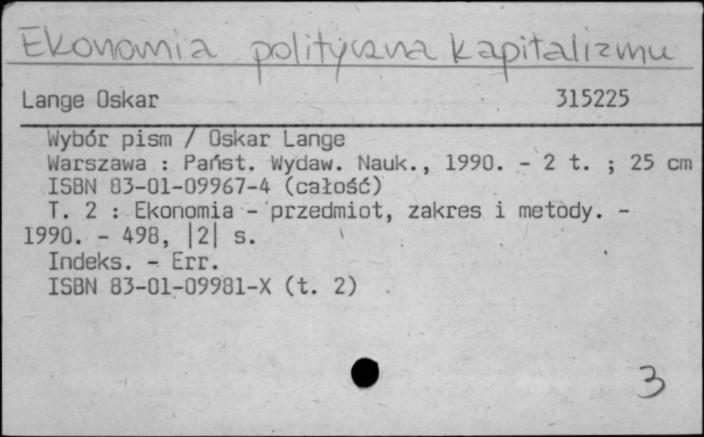 Ekonomia polityczna kapitalizmu
Lange Oskar 315225
Wybór pism / Oskar Lange
Warszawa : Państ. Wydaw. Nauk., 1990. - 2 t. ; 25 cm
ISBN 83-01-09967-4 (całość)
T. 2 : Ekonomia - przedmiot, zakres i metody. -
1990. - 498, |2| s.
Indeks. - Err.
ISBN 83-01-09981-X (t. 2)
3